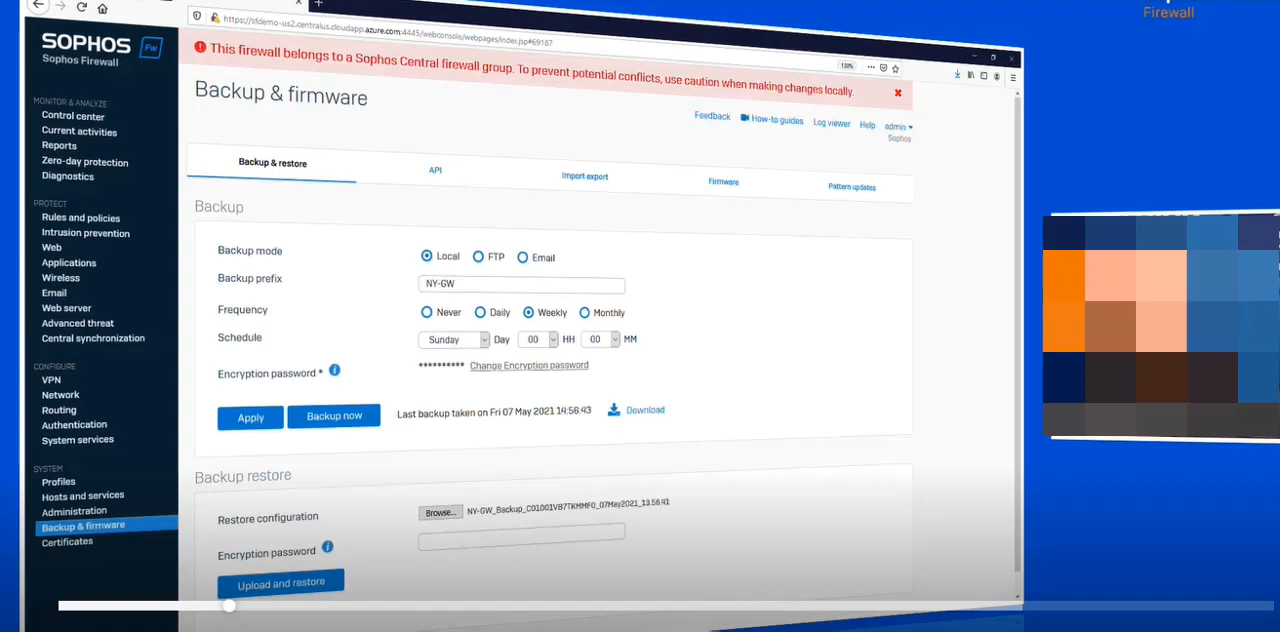 Firewall
https://sfdemo-us2.centralus.cloudapp.azure.com:4445/webconsole/webpages/index.jsp#69187
130%
SOPHOS Fw
Sophos Firewall
This firewall belongs to a Sophos Central firewall group. To prevent potential conflicts, use caution when making changes locally.
Backup & firmware
Feedback How-to guides Log viewer Help admin
Sophos
MONITOR & ANALYZE
Control center
Current activities
Reports
Zero-day protection
Diagnostics
PROTECT
Rules and policies
Intrusion prevention
Web
Applications
Wireless
Email
Web server
Advanced threat
Central synchronization
CONFIGURE
VPN
Network
Routing
Authentication
System services
SYSTEM
Profiles
Hosts and services
Administration
Backup & firmware
Certificates
Backup & restore API Import export Firmware Pattern updates
Backup
Backup mode Local FTP Email
Backup prefix NY-GW
Frequency Never Daily Weekly Monthly
Schedule Sunday Day 00 HH 00 MM
Encryption password * ********** Change Encryption password
Apply Backup now Last backup taken on Fri 07 May 2021 14:56:43 Download
Backup restore
Restore configuration Browse... NY-GW_Backup_C01001VB7TKMMF0_07May2021_13.56.41
Encryption password
Upload and restore